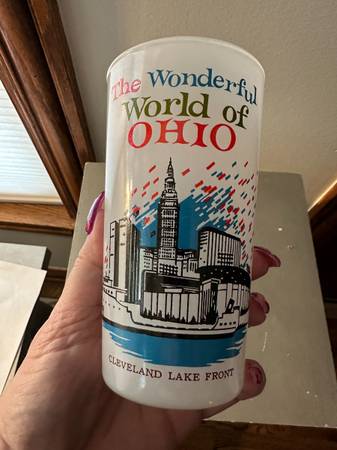 The Wonderful
World of
OHIO
CLEVELAND LAKE FRONT